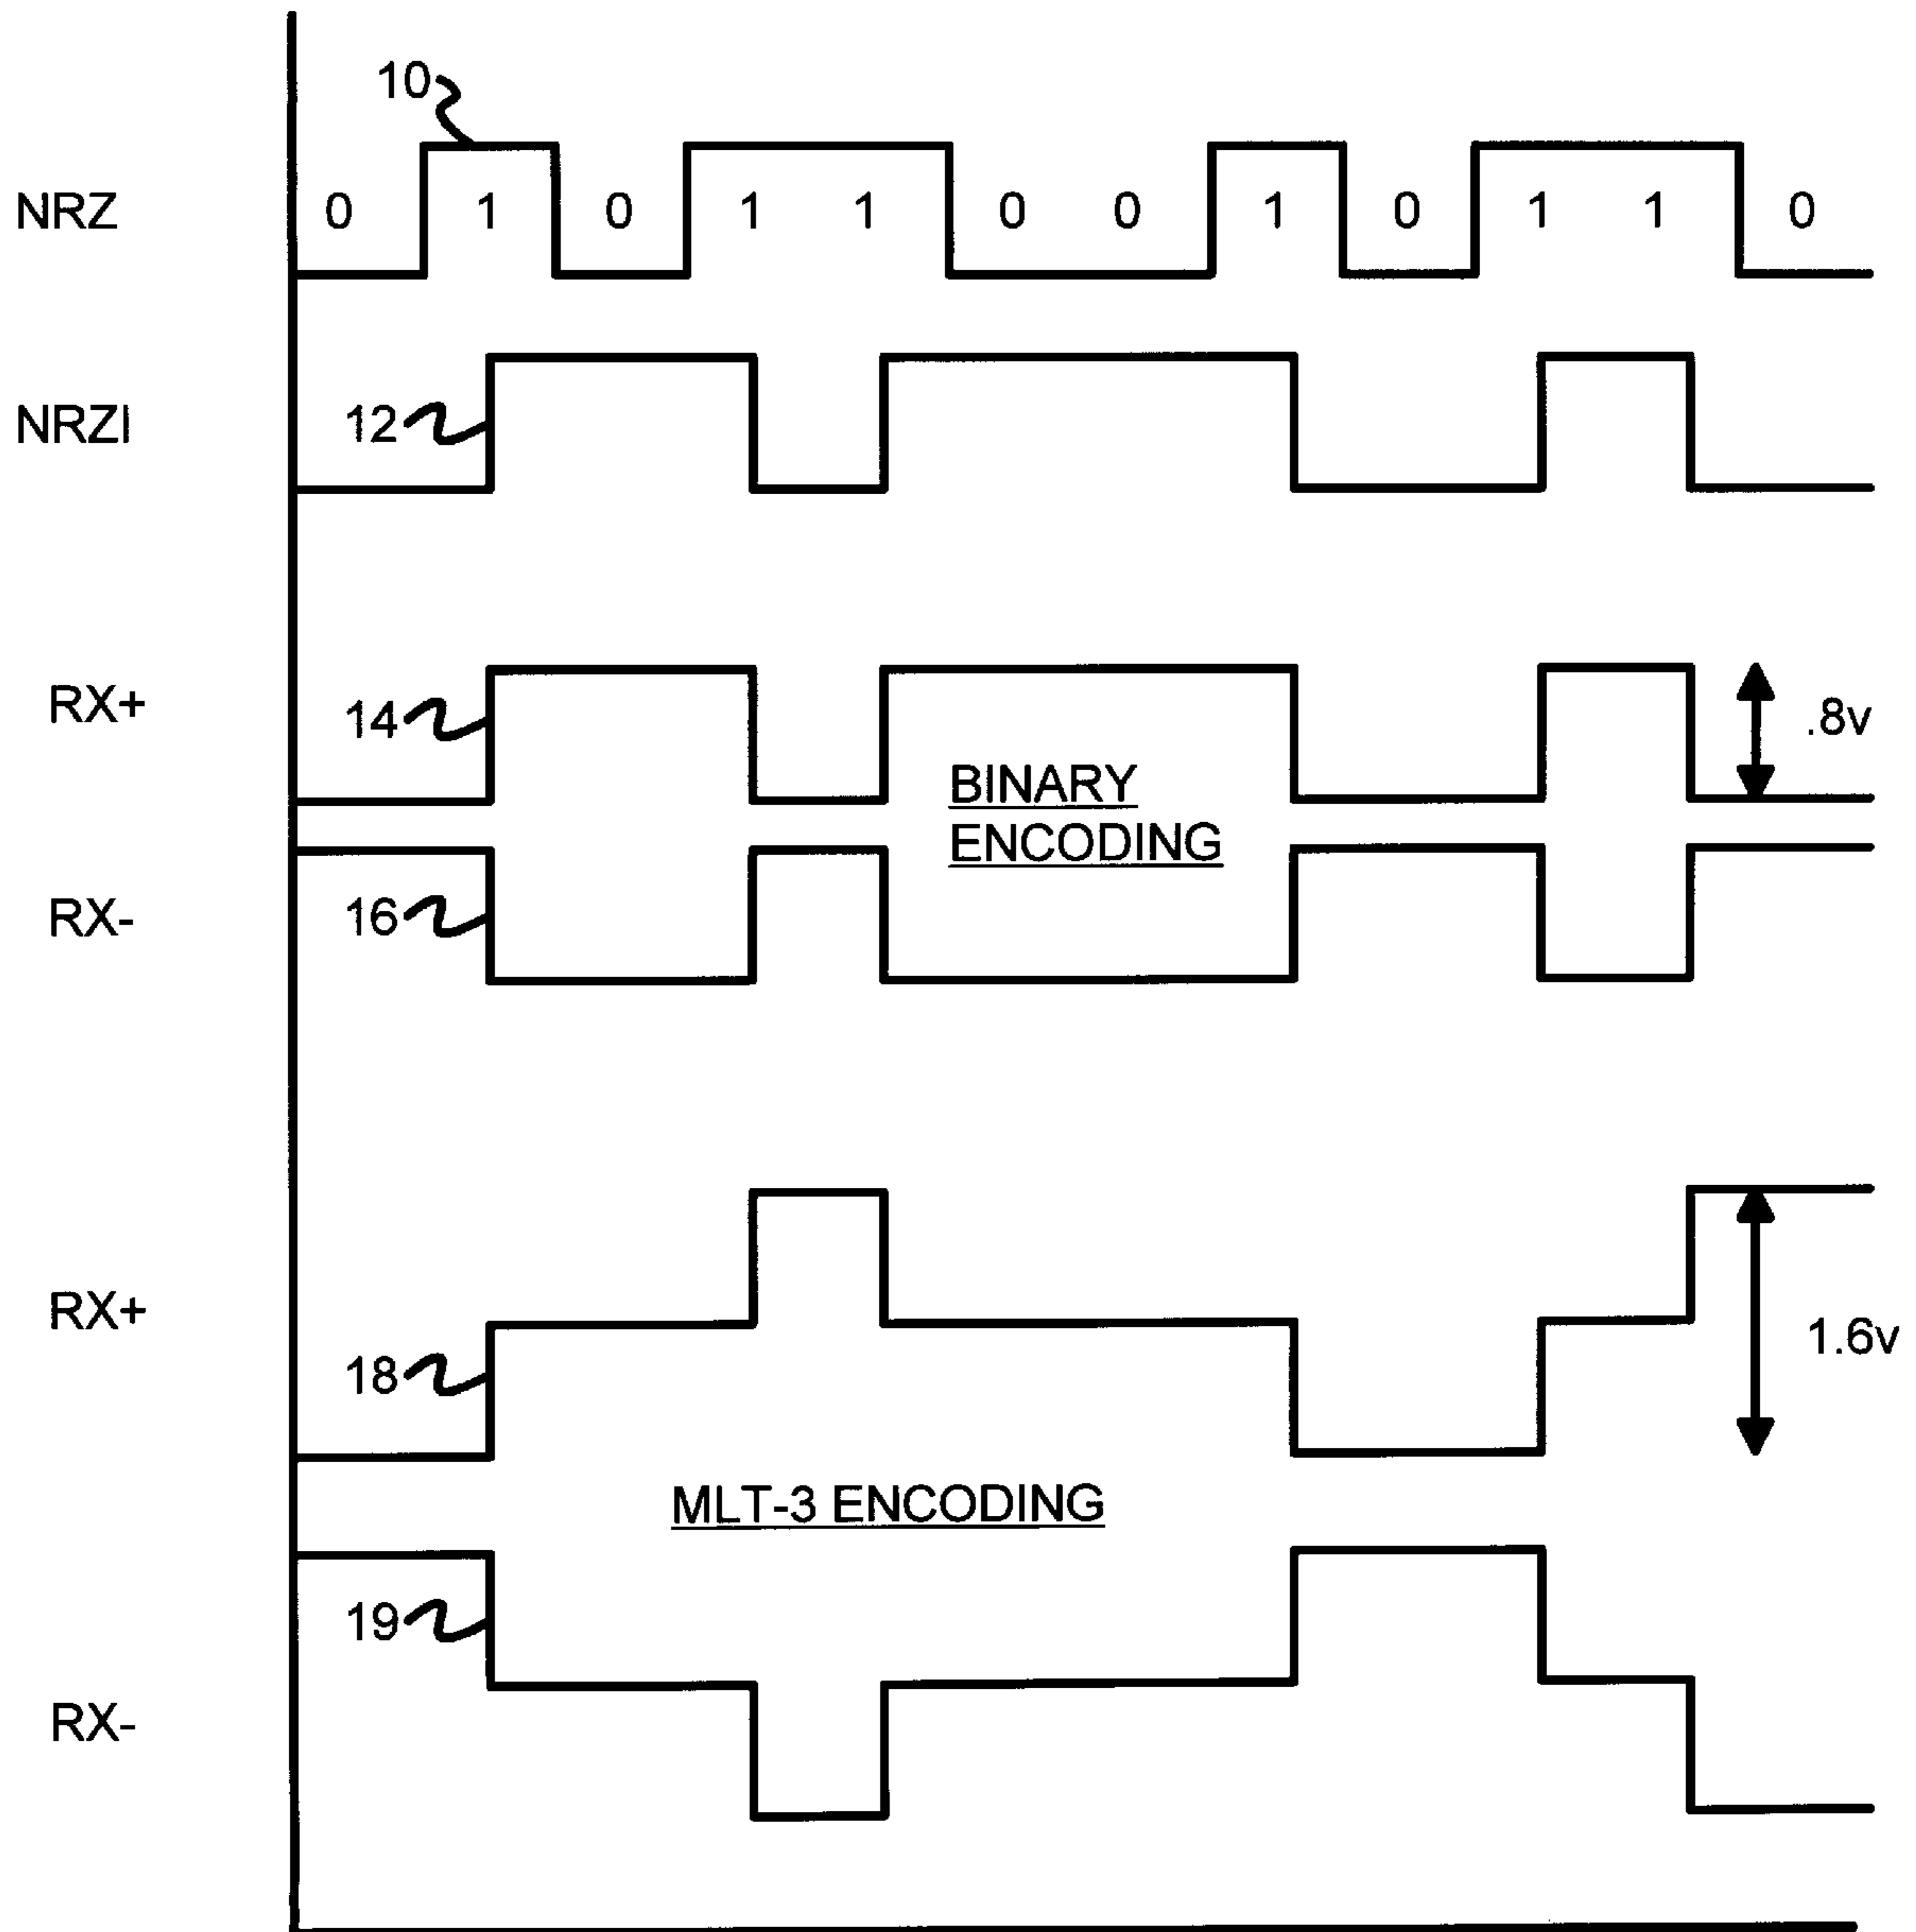 10
NRZ 0 1 0 1 1 0 0 1 0 1 1 0
NRZI 12
RX+ 14 .8v
BINARY
ENCODING
RX- 16
RX+ 1.6v
18
MLT-3 ENCODING
19
RX-